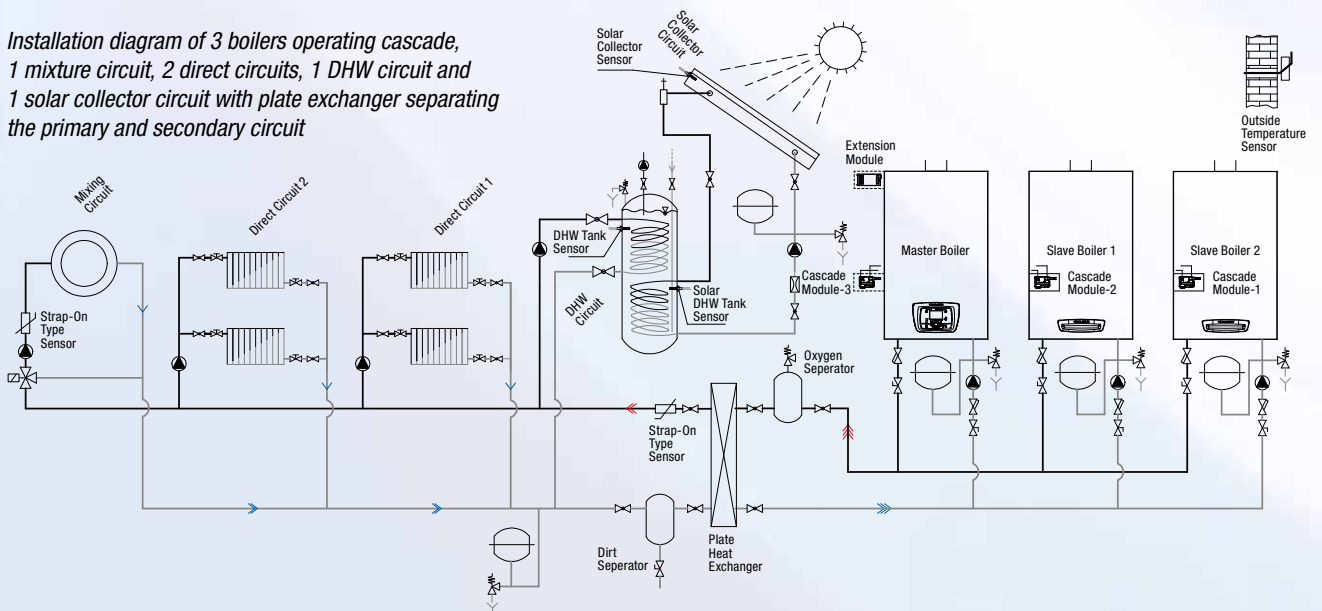 Installation diagram of 3 boilers operating cascade,
1 mixture circuit, 2 direct circuits, 1 DHW circuit and
1 solar collector circuit with plate exchanger separating
the primary and secondary circuit
Solar
Collector
Sensor
Solar
Collector
Circuit
Outside
Temperature
Sensor
Extension
Module
Mixing
Circuit
Direct Circuit 2
Direct Circuit 1
DHW Tank
Sensor
DHW
Circuit
Solar
DHW Tank
Sensor
Cascade
Module-3
Master Boiler
Slave Boiler 1
Cascade
Module-2
Slave Boiler 2
Cascade
Module-1
Strap-On
Type
Sensor
Oxygen
Seperator
Strap-On
Type
Sensor
Dirt
Seperator
Plate
Heat
Exchanger